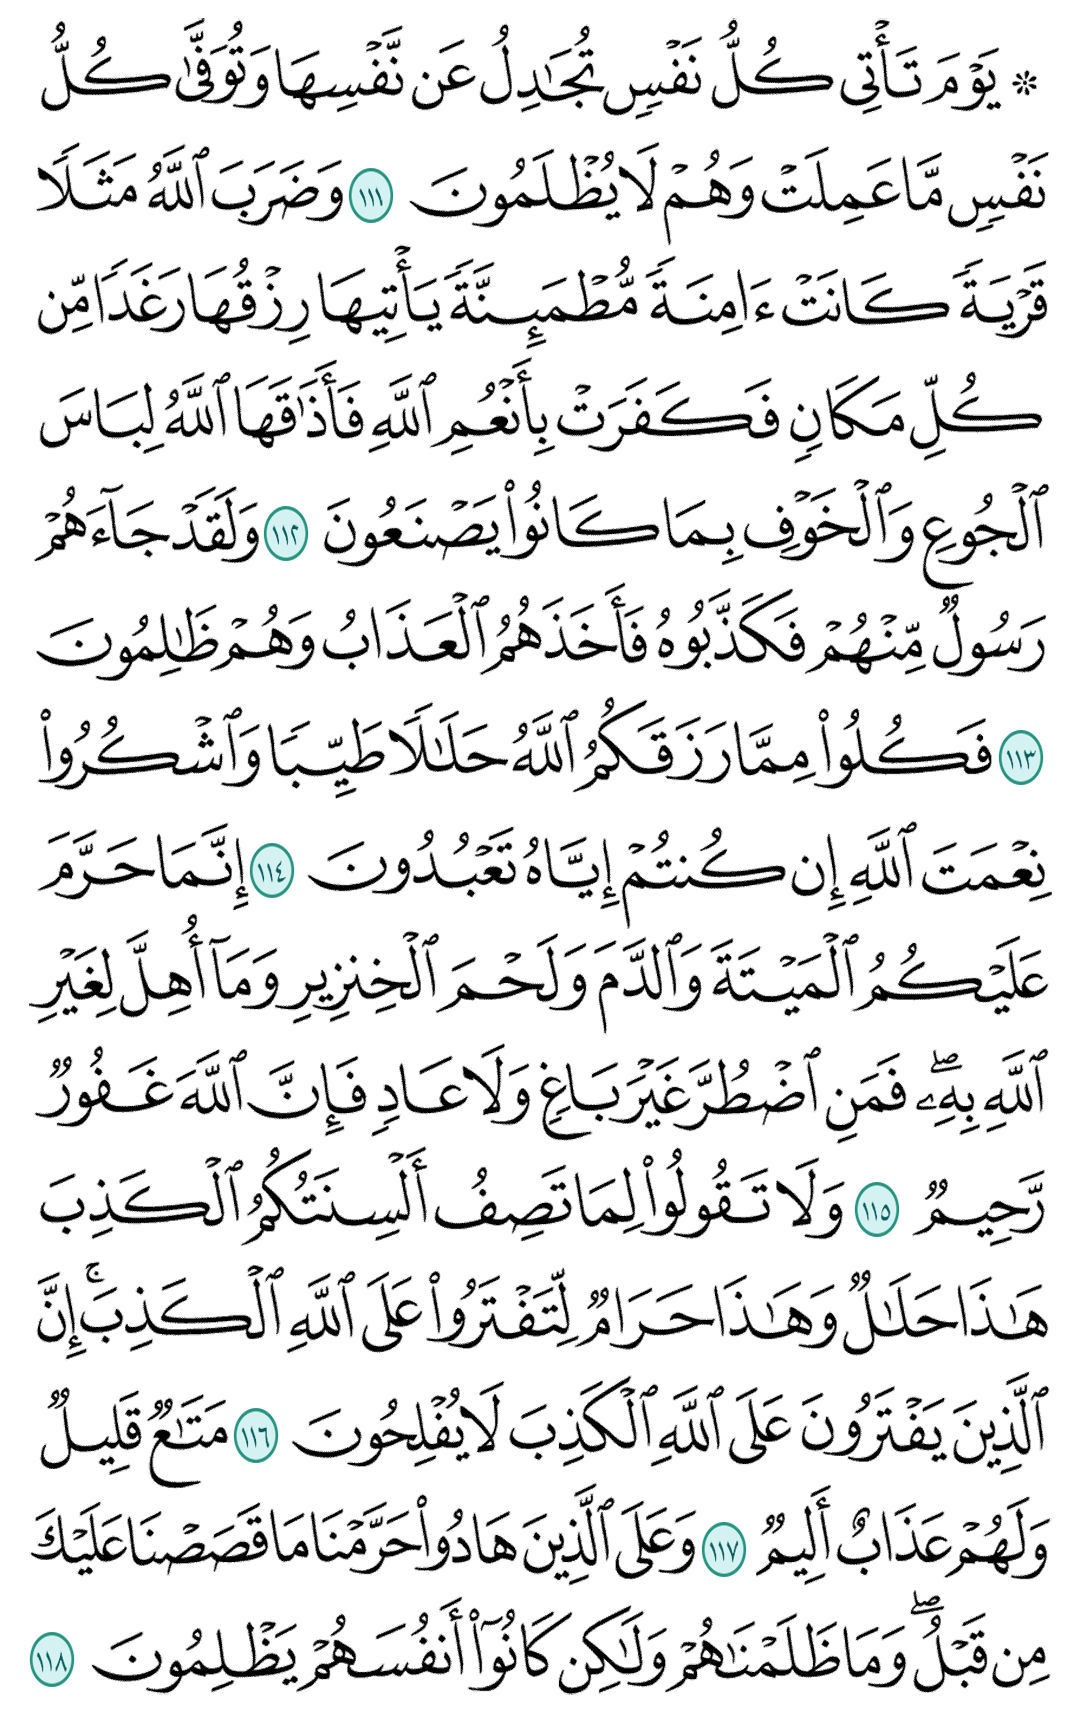 ۞ يَوْمَ تَأْتِي كُلُّ نَفْسٍ تُجَٰدِلُ عَن نَّفْسِهَا وَتُوَفَّىٰ كُلُّ
نَفْسٍ مَّا عَمِلَتْ وَهُمْ لَا يُظْلَمُونَ ١١١ وَضَرَبَ ٱللَّهُ مَثَلًا
قَرْيَةً كَانَتْ ءَامِنَةً مُّطْمَئِنَّةً يَأْتِيهَا رِزْقُهَا رَغَدًا مِّن
كُلِّ مَكَانٍ فَكَفَرَتْ بِأَنْعُمِ ٱللَّهِ فَأَذَٰقَهَا ٱللَّهُ لِبَاسَ
ٱلْجُوعِ وَٱلْخَوْفِ بِمَا كَانُوا۟ يَصْنَعُونَ ١١٢ وَلَقَدْ جَآءَهُمْ
رَسُولٌ مِّنْهُمْ فَكَذَّبُوهُ فَأَخَذَهُمُ ٱلْعَذَابُ وَهُمْ ظَٰلِمُونَ
١١٣ فَكُلُوا۟ مِمَّا رَزَقَكُمُ ٱللَّهُ حَلَٰلًا طَيِّبًا وَٱشْكُرُوا۟
نِعْمَتَ ٱللَّهِ إِن كُنتُمْ إِيَّاهُ تَعْبُدُونَ ١١٤ إِنَّمَا حَرَّمَ
عَلَيْكُمُ ٱلْمَيْتَةَ وَٱلدَّمَ وَلَحْمَ ٱلْخِنزِيرِ وَمَآ أُهِلَّ لِغَيْرِ
ٱللَّهِ بِهِۦۖ فَمَنِ ٱضْطُرَّ غَيْرَ بَاغٍ وَلَا عَادٍ فَإِنَّ ٱللَّهَ غَفُورٌ
رَّحِيمٌ ١١٥ وَلَا تَقُولُوا۟ لِمَا تَصِفُ أَلْسِنَتُكُمُ ٱلْكَذِبَ
هَٰذَا حَلَٰلٌ وَهَٰذَا حَرَامٌ لِّتَفْتَرُوا۟ عَلَى ٱللَّهِ ٱلْكَذِبَۚ إِنَّ
ٱلَّذِينَ يَفْتَرُونَ عَلَى ٱللَّهِ ٱلْكَذِبَ لَا يُفْلِحُونَ ١١٦ مَتَٰعٌ قَلِيلٌ
وَلَهُمْ عَذَابٌ أَلِيمٌ ١١٧ وَعَلَى ٱلَّذِينَ هَادُوا۟ حَرَّمْنَا مَا قَصَصْنَا عَلَيْكَ
مِن قَبْلُۖ وَمَا ظَلَمْنَٰهُمْ وَلَٰكِن كَانُوٓا۟ أَنفُسَهُمْ يَظْلِمُونَ ١١٨